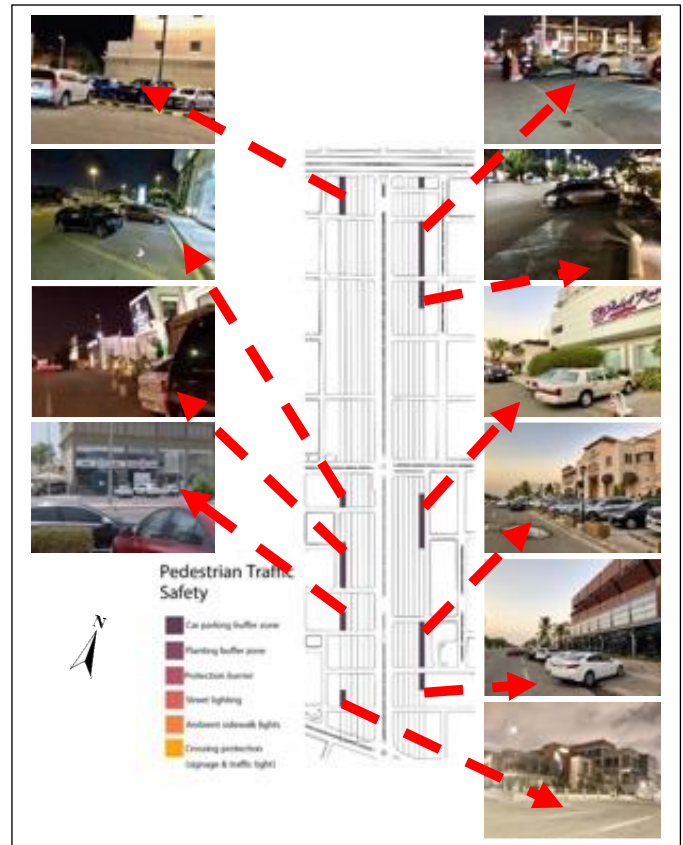 Pedestrian Traffic
Safety
N
Car parking buffer zone
Planting buffer zone
Protection barrier
Street lighting
Ambient sidewalk lights
Crossing protection
(signage & traffic light)